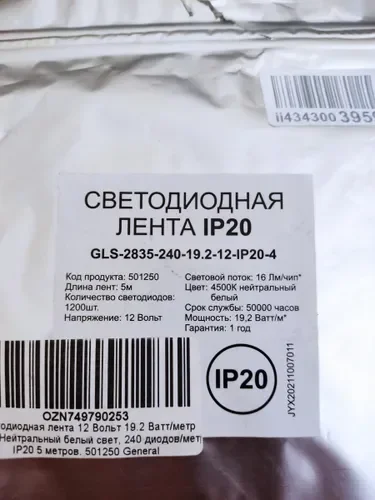 ii4343003959
СВЕТОДИОДНАЯ
ЛЕНТА IP20
GLS-2835-240-19.2-12-IP20-4
Код продукта: 501250
Длина лент: 5м
Количество светодиодов:
1200шт.
Напряжение: 12 Вольт
Световой поток: 16 Лм/чип*
Цвет: 4500К нейтральный
белый
Срок службы: 50000 часов
Мощность: 19,2 Ватт/м*
Гарантия: 1 год
IP20
JYX20211007011
OZN749790253
одиодная лента 12 Вольт 19.2 Ватт/метр
Нейтральный белый свет, 240 диодов/мет
IP20 5 метров. 501250 General